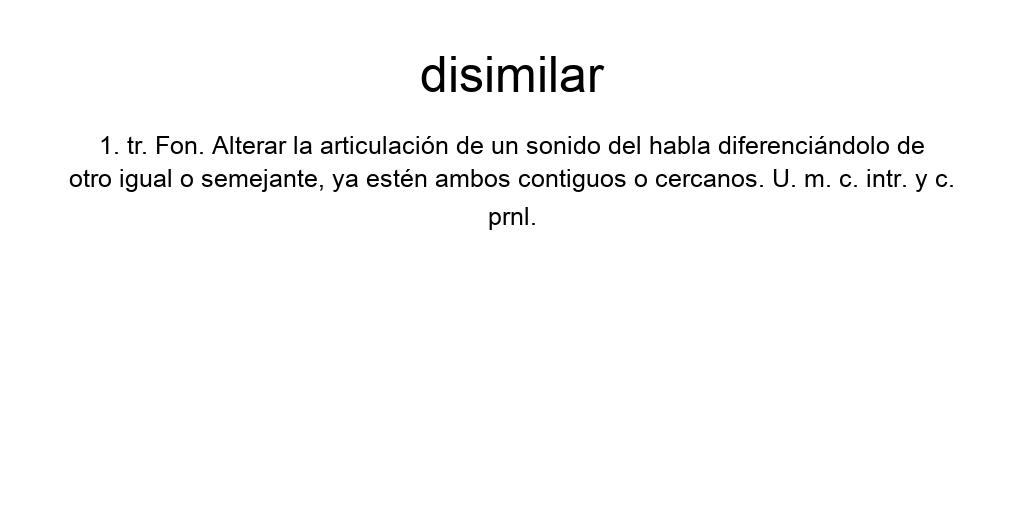 disimilar
1. tr. Fon. Alterar la articulación de un sonido del habla diferenciándolo de
otro igual o semejante, ya estén ambos contiguos o cercanos. U. m. c. intr. y c.
prnl.